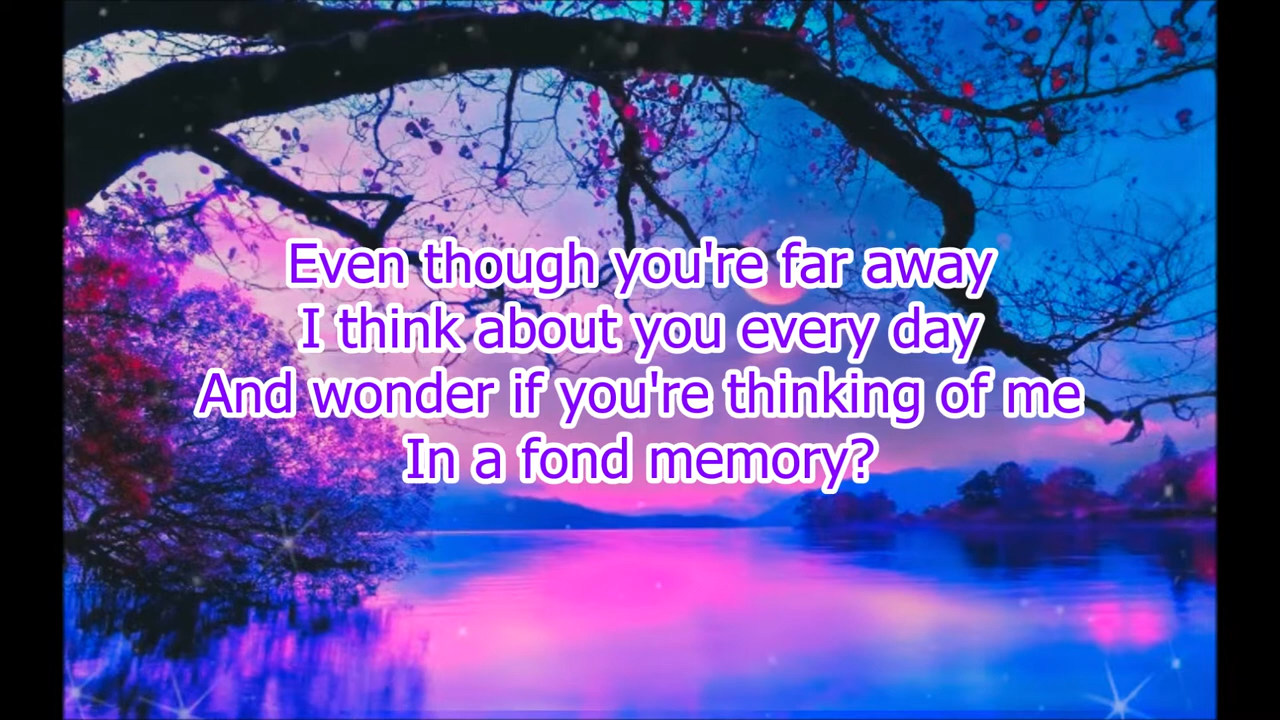 Even though you're far away
I think about you every day
And wonder if you're thinking of me
In a fond memory?